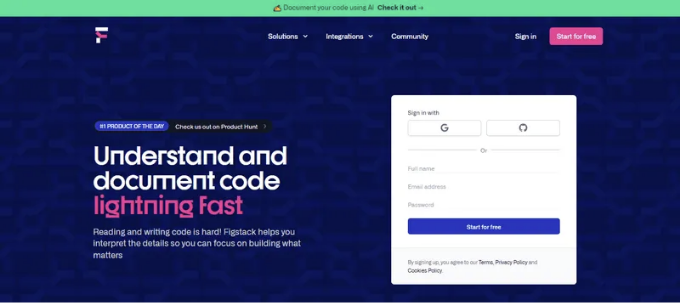 Document your code using AI Check it out →
Solutions Integrations Community Sign in Start for free
#1 PRODUCT OF THE DAY Check us out on Product Hunt
Understand and
document code
lightning fast
Reading and writing code is hard! Figstack helps you
interpret the details so you can focus on building what
matters
Sign in with
Or
Full name
Email address
Password
Start for free
By signing up, you agree to our Terms, Privacy Policy and
Cookies Policy